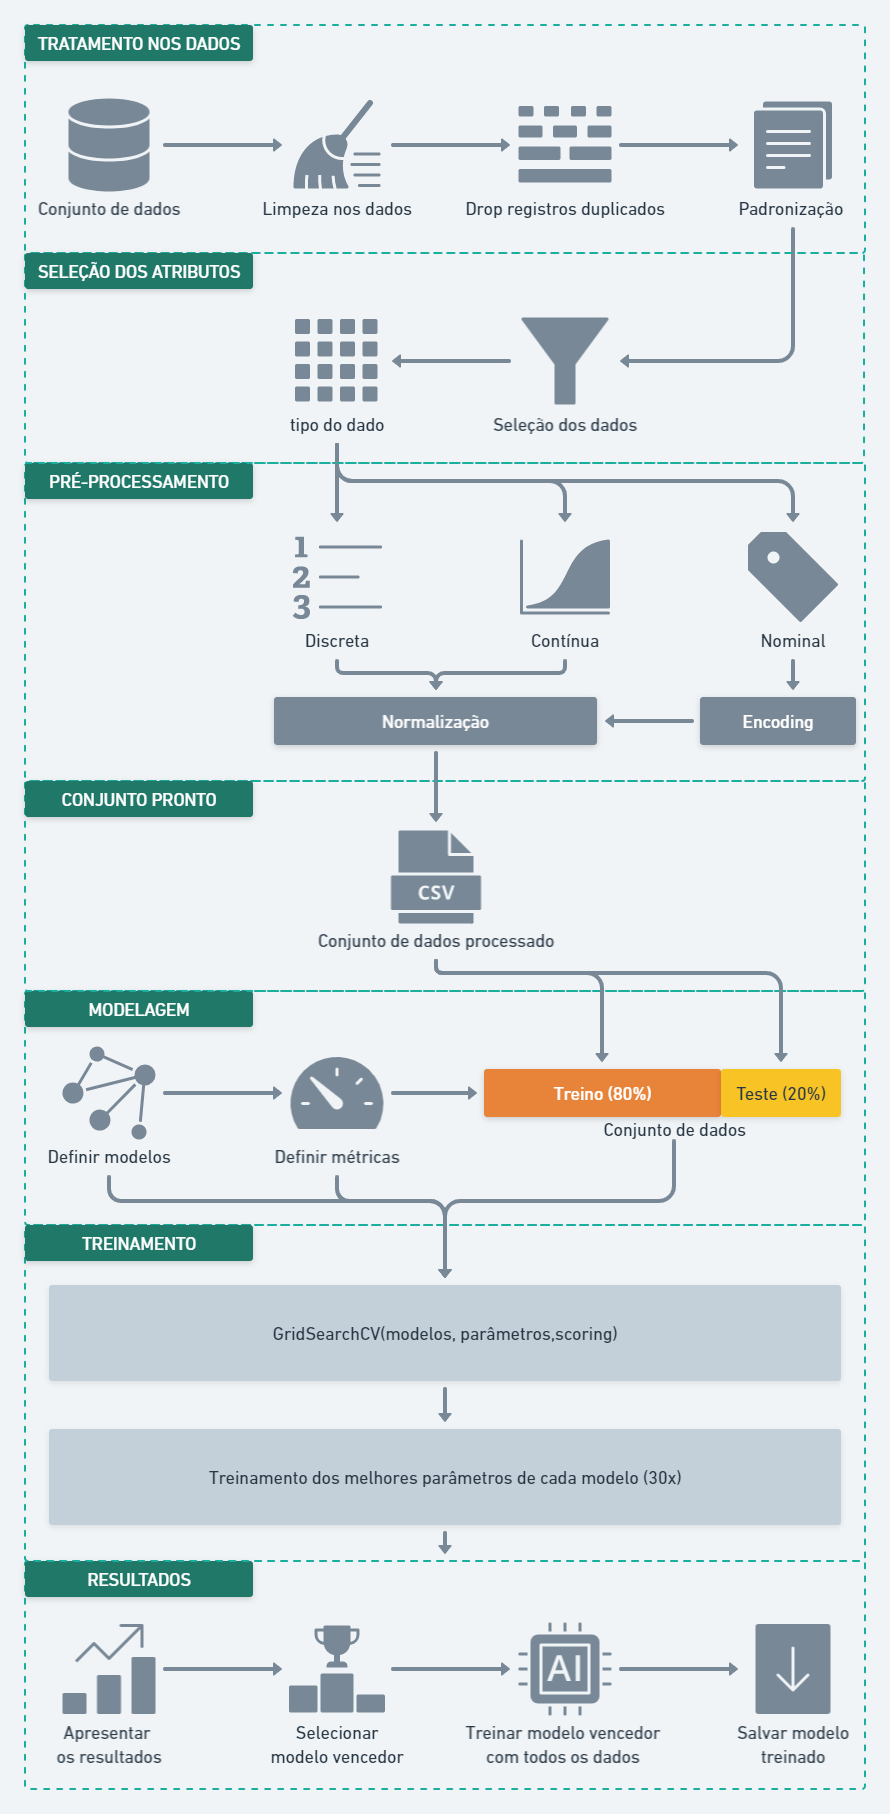 TRATAMENTO NOS DADOS
Conjunto de dados
Limpeza nos dados
Drop registros duplicados
Padronização
SELEÇÃO DOS ATRIBUTOS
tipo do dado
Seleção dos dados
PRÉ-PROCESSAMENTO
1
2
3
Discreta
Contínua
Nominal
Normalização
Encoding
CONJUNTO PRONTO
CSV
Conjunto de dados processado
MODELAGEM
Treino (80%)
Teste (20%)
Conjunto de dados
Definir modelos
Definir métricas
TREINAMENTO
GridSearchCV(modelos, parâmetros,scoring)
Treinamento dos melhores parâmetros de cada modelo (30x)
RESULTADOS
AI
Apresentar
os resultados
Selecionar
modelo vencedor
Treinar modelo vencedor
com todos os dados
Salvar modelo
treinado